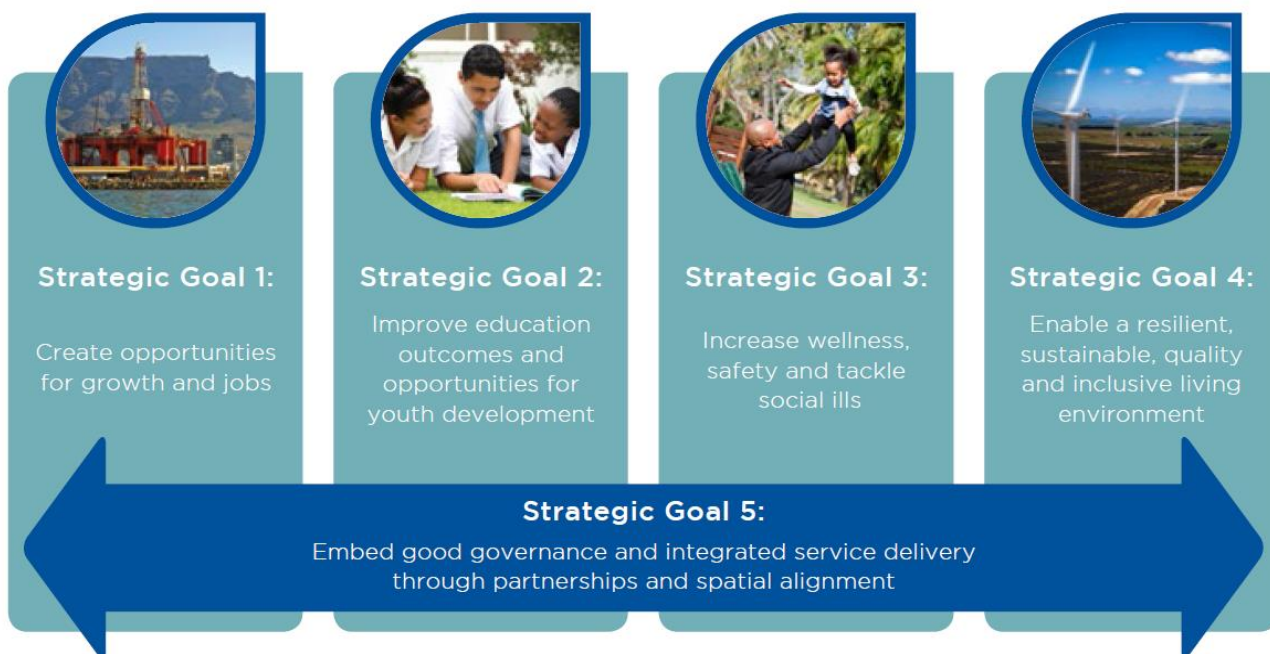 Strategic Goal 1:
Create opportunities
for growth and jobs
Strategic Goal 2:
Improve education
outcomes and
opportunities for
youth development
Strategic Goal 3:
Increase wellness,
safety and tackle
social ills
Strategic Goal 4:
Enable a resilient,
sustainable, quality
and inclusive living
environment
Strategic Goal 5:
Embed good governance and integrated service delivery
through partnerships and spatial alignment